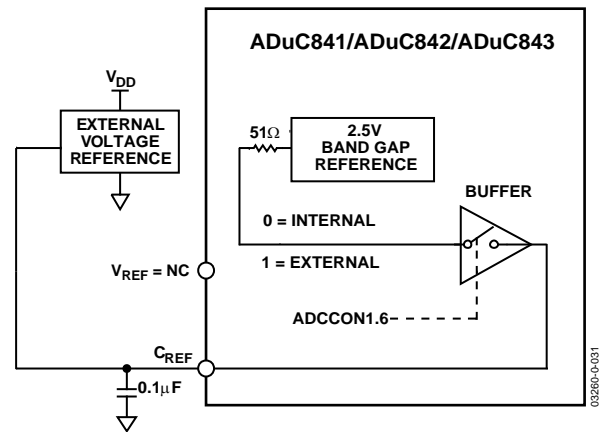 ADuC841/ADuC842/ADuC843
VDD
EXTERNAL
VOLTAGE
REFERENCE
51Ω
2.5V
BAND GAP
REFERENCE
BUFFER
0 = INTERNAL
1 = EXTERNAL
VREF = NC
ADCCON1.6
CREF
0.1μF
03260-0-031